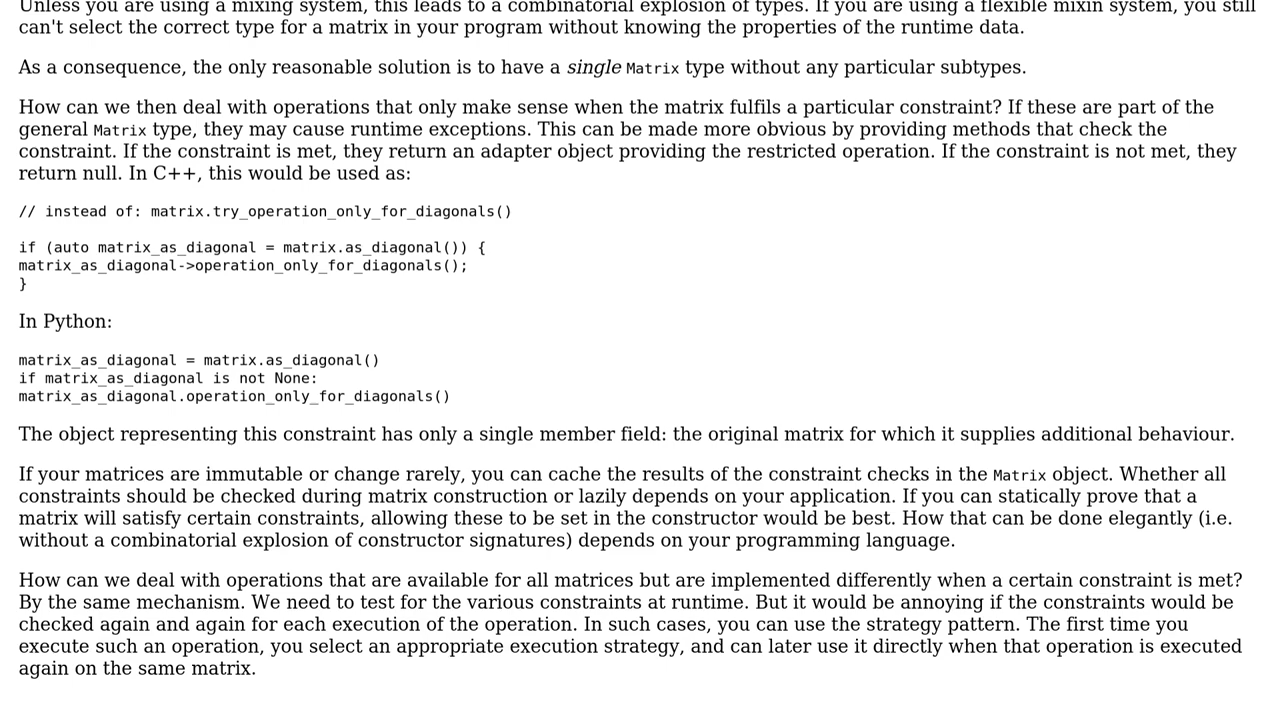 Unless you are using a mixing system, this leads to a combinatorial explosion of types. If you are using a flexible mixin system, you still
can't select the correct type for a matrix in your program without knowing the properties of the runtime data.
As a consequence, the only reasonable solution is to have a single Matrix type without any particular subtypes.
How can we then deal with operations that only make sense when the matrix fulfils a particular constraint? If these are part of the
general Matrix type, they may cause runtime exceptions. This can be made more obvious by providing methods that check the
constraint. If the constraint is met, they return an adapter object providing the restricted operation. If the constraint is not met, they
return null. In C++, this would be used as:
// instead of: matrix.try_operation_only_for_diagonals()
if (auto matrix_as_diagonal = matrix.as_diagonal()) {
matrix_as_diagonal->operation_only_for_diagonals();
}
In Python:
matrix_as_diagonal = matrix.as_diagonal()
if matrix_as_diagonal is not None:
matrix_as_diagonal.operation_only_for_diagonals()
The object representing this constraint has only a single member field: the original matrix for which it supplies additional behaviour.
If your matrices are immutable or change rarely, you can cache the results of the constraint checks in the Matrix object. Whether all
constraints should be checked during matrix construction or lazily depends on your application. If you can statically prove that a
matrix will satisfy certain constraints, allowing these to be set in the constructor would be best. How that can be done elegantly (i.e.
without a combinatorial explosion of constructor signatures) depends on your programming language.
How can we deal with operations that are available for all matrices but are implemented differently when a certain constraint is met?
By the same mechanism. We need to test for the various constraints at runtime. But it would be annoying if the constraints would be
checked again and again for each execution of the operation. In such cases, you can use the strategy pattern. The first time you
execute such an operation, you select an appropriate execution strategy, and can later use it directly when that operation is executed
again on the same matrix.